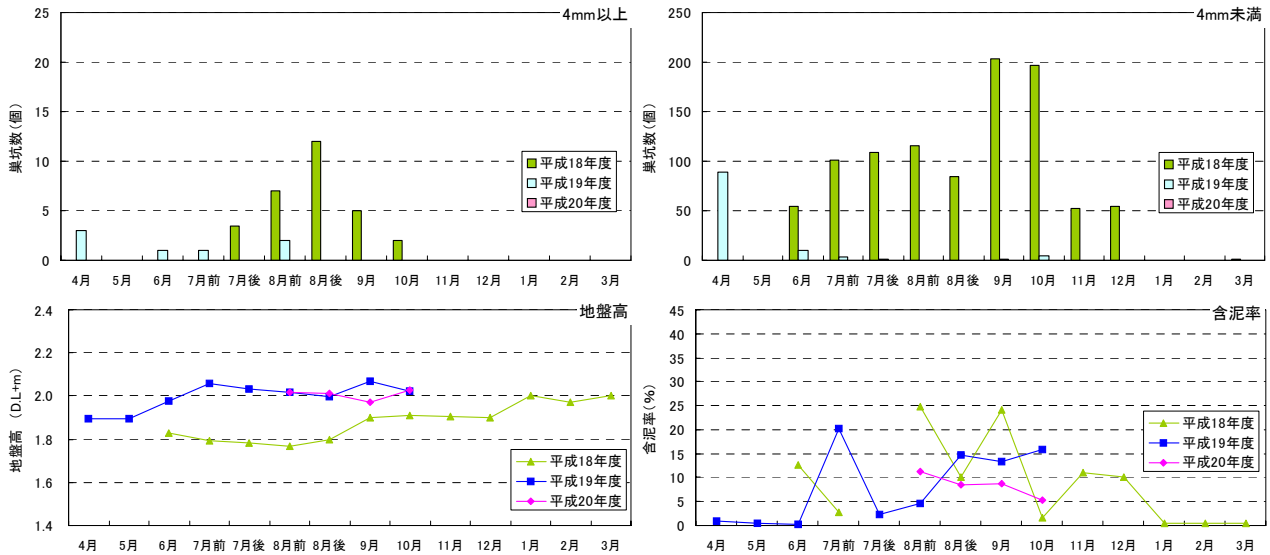 4mm以上
巣坑数(個)
25
20
15
10
5
0
平成18年度
平成19年度
平成20年度
4月 5月 6月 7月前 7月後 8月前 8月後 9月 10月 11月 12月 1月 2月 3月
4mm未満
巣坑数(個)
250
200
150
100
50
0
平成18年度
平成19年度
平成20年度
4月 5月 6月 7月前 7月後 8月前 8月後 9月 10月 11月 12月 1月 2月 3月
地盤高
地盤高 (D.L+m)
2.4
2.2
2.0
1.8
1.6
1.4
平成18年度
平成19年度
平成20年度
4月 5月 6月 7月前 7月後 8月前 8月後 9月 10月 11月 12月 1月 2月 3月
含泥率
含泥率(%)
45
40
35
30
25
20
15
10
5
0
平成18年度
平成19年度
平成20年度
4月 5月 6月 7月前 7月後 8月前 8月後 9月 10月 11月 12月 1月 2月 3月